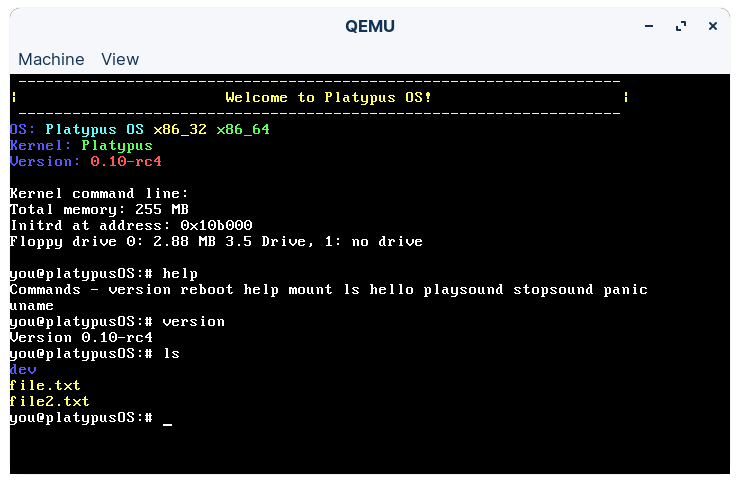 QEMU
Machine View
-------------------------------------------------------------------
| Welcome to Platypus OS! |
-------------------------------------------------------------------
OS: Platypus OS x86_32 x86_64
Kernel: Platypus
Version: 0.10-rc4
Kernel command line:
Total memory: 255 MB
Initrd at address: 0x10b000
Floppy drive 0: 2.88 MB 3.5 Drive, 1: no drive
you@platypusOS:# help
Commands - version reboot help mount ls hello playsound stopsound panic
uname
you@platypusOS:# version
Version 0.10-rc4
you@platypusOS:# ls
dev
file.txt
file2.txt
you@platypusOS:# _